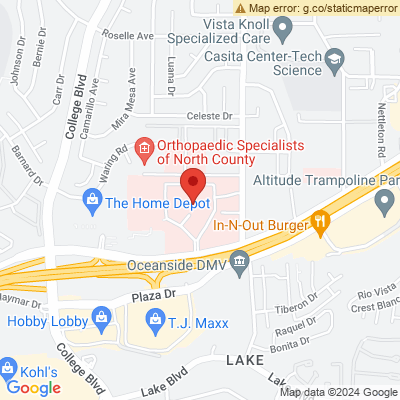 Map error: g.co/staticmaperror
Roselle Ave
Vista Knoll
Specialized Care
Casita Center-Tech
Science
Johnson Dr
Bernie Dr
Carr Dr
College Blvd
Camarillo Ave
Mira Mesa Ave
Luana Dr
Celeste Dr
Nettleton Rd
Barnard Dr
Waring Rd
Orthopaedic Specialists
of North County
Altitude Trampoline Par
The Home Depot
In-N-Out Burger
Oceanside DMV
aymar Dr
Plaza Dr
Hobby Lobby
T.J. Maxx
Tiberon Dr
Rio Vista
Crest Blanc
Raquel Dr
Bonita Dr
LAKE
Kohl's
College Blvd
Lake Blvd
Lake
Google
Map data ©2024 Google